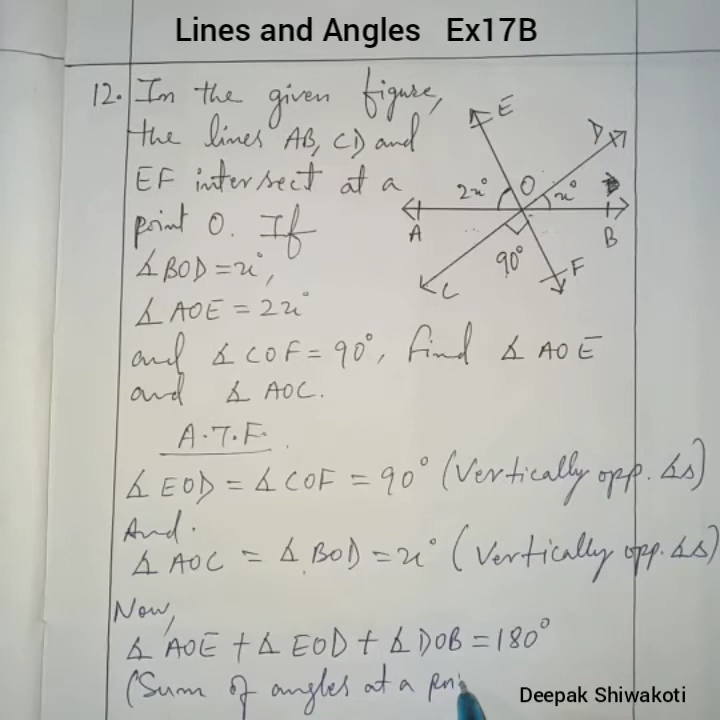 Lines and Angles Ex17B
12. In the given figure,
the lines AB, CD and
EF intersect at a
point O. If
∡BOD = x°,
∡AOE = 2x°
and ∡COF = 90°, find ∡AOE
and ∡AOC.
E
D
2x°
O
x°
A
B
90°
C
F
A.T.F.
∡EOD = ∡COF = 90° (Vertically opp. ∡s)
And.
∡AOC = ∡BOD = x° (Vertically opp. ∡s)
Now,
∡AOE + ∡EOD + ∡DOB = 180°
(Sum of angles at a
Deepak Shiwakoti